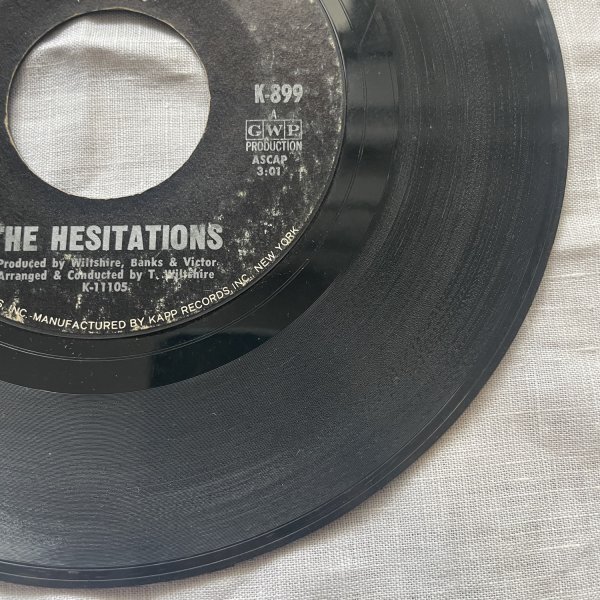 K-899
A
GWP
PRODUCTION
ASCAP
3:01
THE HESITATIONS
Produced by Wiltshire, Banks & Victor
Arranged & Conducted by T. Wiltshire
K-11105
INC. MANUFACTURED BY KAPP RECORDS, INC., NEW YORK